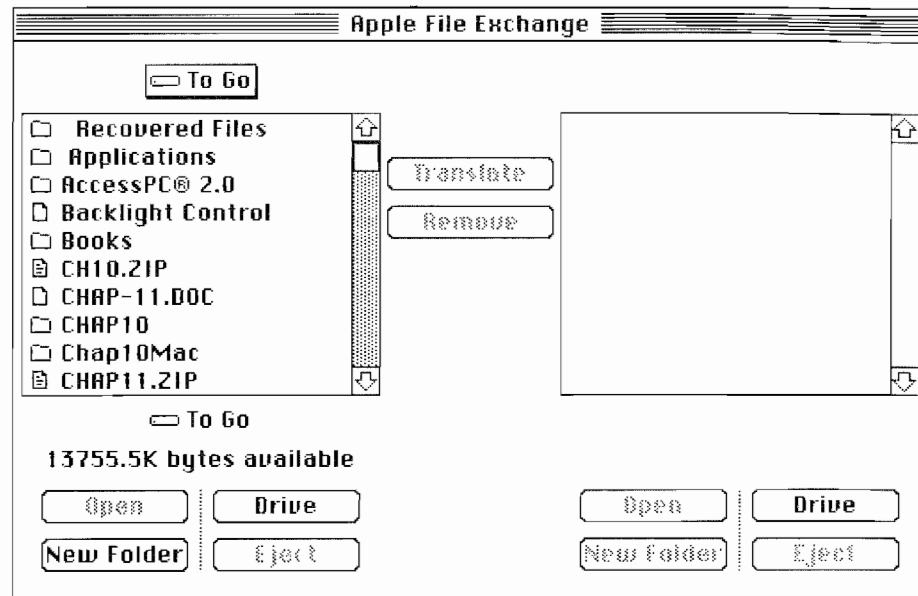 Apple File Exchange
To Go
Recovered Files
Applications
AccessPC® 2.0
Backlight Control
Books
CH10.ZIP
CHAP-11.DOC
CHAP10
Chap10Mac
CHAP11.ZIP
Translate
Remove
To Go
13755.5K bytes available
Open
Drive
New Folder
Eject
Open
Drive
New Folder
Eject